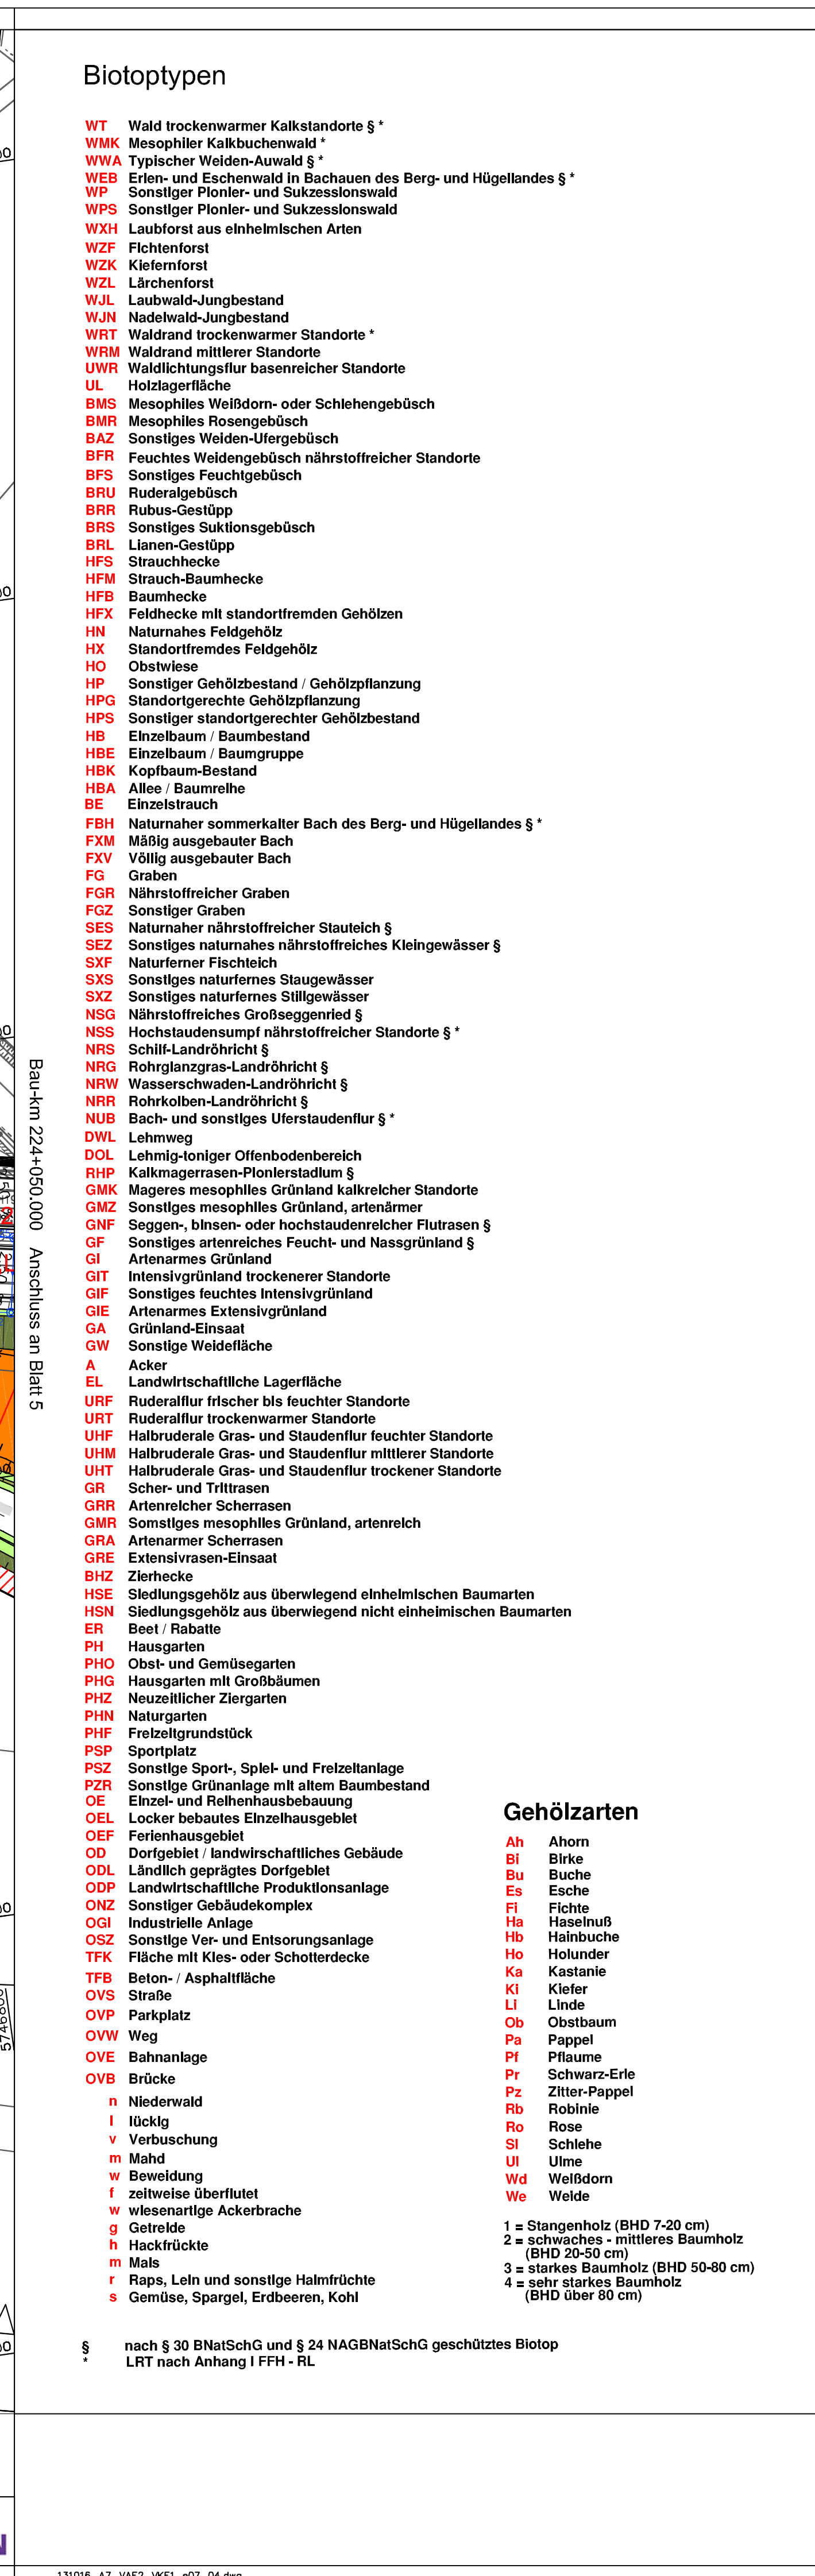 Biotoptypen
WT Wald trockenwarmer Kalkstandorte § *
WMK Mesophiler Kalkbuchenwald *
WWA Typischer Weiden-Auwald § *
WEB Erlen- und Eschenwald in Bachauen des Berg- und Hügellandes § *
WP Sonstiger Pionier- und Sukzessionswald
WPS Sonstiger Pionier- und Sukzessionswald
WXH Laubforst aus einheimischen Arten
WZF Fichtenforst
WZK Kiefernforst
WZL Lärchenforst
WJL Laubwald-Jungbestand
WJN Nadelwald-Jungbestand
WRT Waldrand trockenwarmer Standorte *
WRM Waldrand mittlerer Standorte
UWR Waldlichtungsflur basenreicher Standorte
UL Holzlagerfläche
BMS Mesophiles Weißdorn- oder Schlehengebüsch
BMR Mesophiles Rosengebüsch
BAZ Sonstiges Weiden-Ufergebüsch
BFR Feuchtes Weidengebüsch nährstoffreicher Standorte
BFS Sonstiges Feuchtgebüsch
BRU Ruderalgebüsch
BRR Rubus-Gestüpp
BRS Sonstiges Suktionsgebüsch
BRL Lianen-Gestüpp
HFS Strauchhecke
HFM Strauch-Baumhecke
HFB Baumhecke
HFX Feldhecke mit standortfremden Gehölzen
HN Naturnahes Feldgehölz
HX Standortfremdes Feldgehölz
HO Obstwiese
HP Sonstiger Gehölzbestand / Gehölzpflanzung
HPG Standortgerechte Gehölzpflanzung
HPS Sonstiger standortgerechter Gehölzbestand
HB Einzelbaum / Baumbestand
HBE Einzelbaum / Baumgruppe
HBK Kopfbaum-Bestand
HBA Allee / Baumreihe
BE Einzelstrauch
FBH Naturnaher sommerkalter Bach des Berg- und Hügellandes § *
FXM Mäßig ausgebauter Bach
FXV Völlig ausgebauter Bach
FG Graben
FGR Nährstoffreicher Graben
FGZ Sonstiger Graben
SES Naturnaher nährstoffreicher Stauteich §
SEZ Sonstiges naturnahes nährstoffreiches Kleingewässer §
SXF Naturferner Fischteich
SXS Sonstiges naturfernes Staugewässer
SXZ Sonstiges naturfernes Stillgewässer
NSG Nährstoffreiches Großseggenried §
NSS Hochstaudensumpf nährstoffreicher Standorte § *
NRS Schilf-Landröhricht §
NRG Rohrglanzgras-Landröhricht §
NRW Wasserschwaden-Landröhricht §
NRR Rohrkolben-Landröhricht §
NUB Bach- und sonstiges Uferstaudenflur § *
DWL Lehmweg
DOL Lehmig-toniger Offenbodenbereich
RHP Kalkmagerrasen-Pionierstadium §
GMK Mageres mesophiles Grünland kalkreicher Standorte
GMZ Sonstiges mesophiles Grünland, artenärmer
GNF Seggen-, binsen- oder hochstaudenreicher Flutrasen §
GF Sonstiges artenreiches Feucht- und Nassgrünland §
GI Artenarmes Grünland
GIT Intensivgrünland trockenerer Standorte
GIF Sonstiges feuchtes Intensivgrünland
GIE Artenarmes Extensivgrünland
GA Grünland-Einsaat
GW Sonstige Weidefläche
A Acker
EL Landwirtschaftliche Lagerfläche
URF Ruderalflur frischer bis feuchter Standorte
URT Ruderalflur trockenwarmer Standorte
UHF Halbruderale Gras- und Staudenflur feuchter Standorte
UHM Halbruderale Gras- und Staudenflur mittlerer Standorte
UHT Halbruderale Gras- und Staudenflur trockener Standorte
GR Scher- und Trittrasen
GRR Artenreicher Scherrasen
GMR Somstiges mesophiles Grünland, artenreich
GRA Artenarmer Scherrasen
GRE Extensivrasen-Einsaat
BHZ Zierhecke
HSE Siedlungsgehölz aus überwiegend einheimischen Baumarten
HSN Siedlungsgehölz aus überwiegend nicht einheimischen Baumarten
ER Beet / Rabatte
PH Hausgarten
PHO Obst- und Gemüsegarten
PHG Hausgarten mit Großbäumen
PHZ Neuzeitlicher Ziergarten
PHN Naturgarten
PHF Freizeitgrundstück
PSP Sportplatz
PSZ Sonstige Sport-, Spiel- und Freizeitanlage
PZR Sonstige Grünanlage mit altem Baumbestand
OE Einzel- und Reihenhausbebauung
OEL Locker bebautes Einzelhausgebiet
OEF Ferienhausgebiet
OD Dorfgebiet / landwirschaftliches Gebäude
ODL Ländlich geprägtes Dorfgebiet
ODP Landwirtschaftliche Produktionsanlage
ONZ Sonstiger Gebäudekomplex
OGI Industrielle Anlage
OSZ Sonstige Ver- und Entsorungsanlage
TFK Fläche mit Kies- oder Schotterdecke
TFB Beton- / Asphaltfläche
OVS Straße
OVP Parkplatz
OVW Weg
OVE Bahnanlage
OVB Brücke
n Niederwald
l lückig
v Verbuschung
m Mahd
w Beweidung
f zeitweise überflutet
w wiesenartige Ackerbrache
g Getreide
h Hackfrückte
m Mais
r Raps, Lein und sonstige Halmfrüchte
s Gemüse, Spargel, Erdbeeren, Kohl
Gehölzarten
Ah Ahorn
Bi Birke
Bu Buche
Es Esche
Fi Fichte
Ha Haselnuß
Hb Hainbuche
Ho Holunder
Ka Kastanie
Ki Kiefer
Li Linde
Ob Obstbaum
Pa Pappel
Pf Pflaume
Pr Schwarz-Erle
Pz Zitter-Pappel
Rb Robinie
Ro Rose
Sl Schlehe
Ul Ulme
Wd Weißdorn
We Weide
1 = Stangenholz (BHD 7-20 cm)
2 = schwaches - mittleres Baumholz
(BHD 20-50 cm)
3 = starkes Baumholz (BHD 50-80 cm)
4 = sehr starkes Baumholz
(BHD über 80 cm)
§ nach § 30 BNatSchG und § 24 NAGBNatSchG geschütztes Biotop
* LRT nach Anhang I FFH - RL
Bau-km 224+050.000 Anschluss an Blatt 5